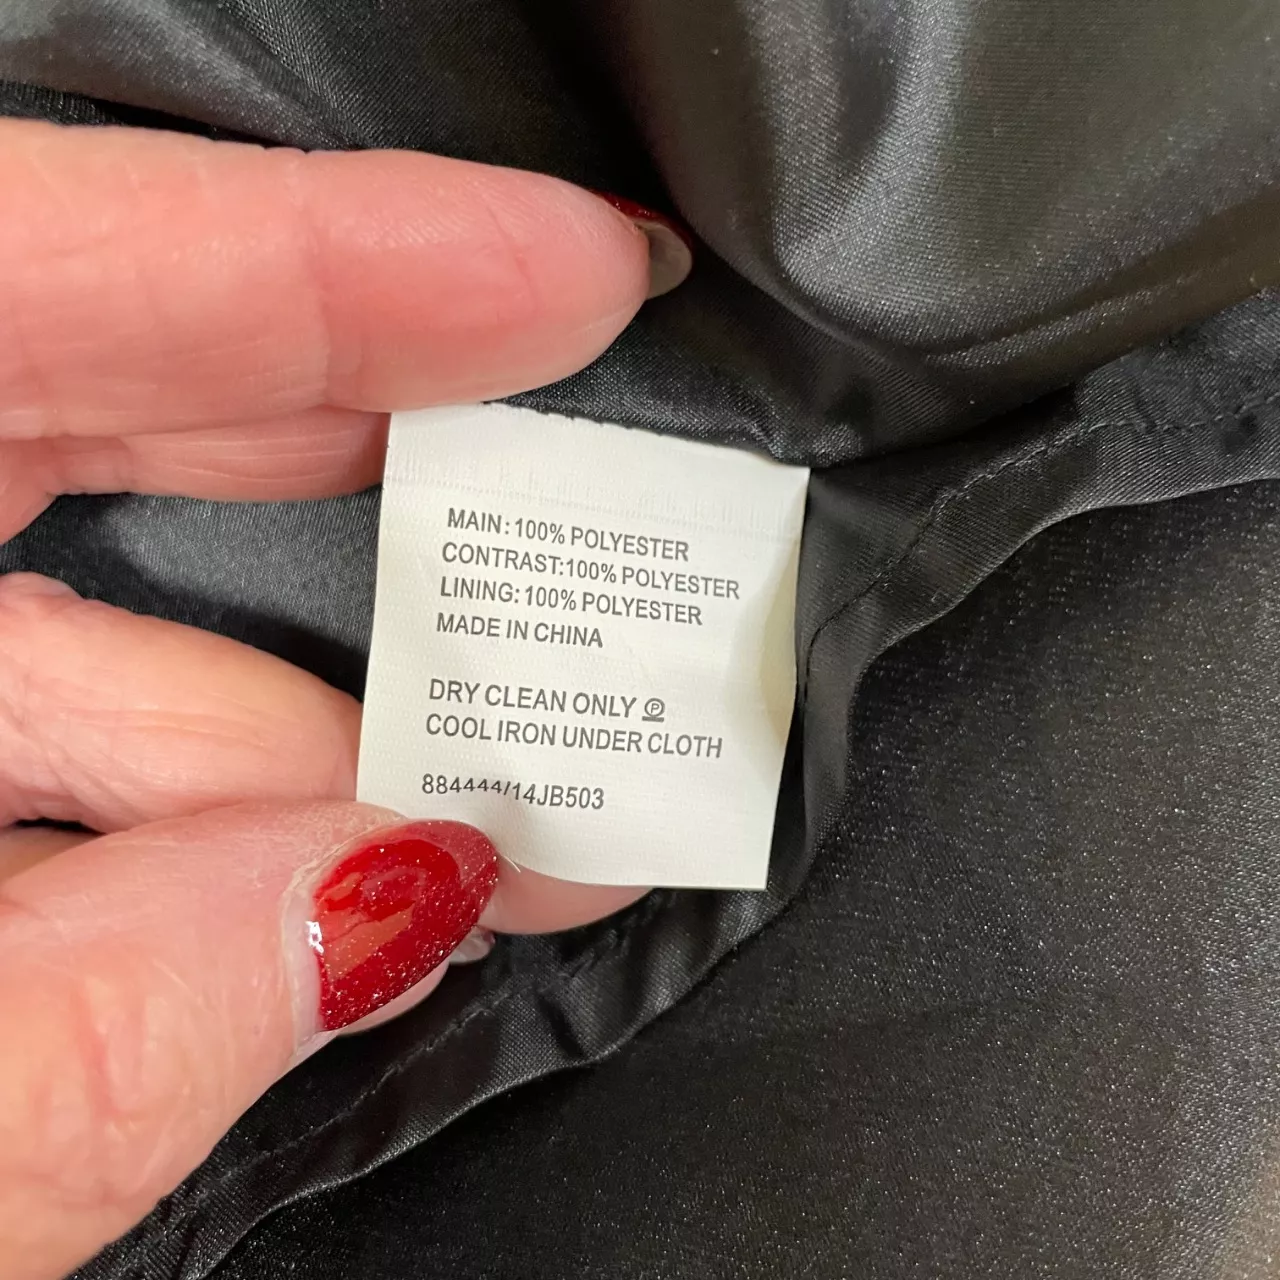 MAIN: 100% POLYESTER
CONTRAST:100% POLYESTER
LINING: 100% POLYESTER
MADE IN CHINA
DRY CLEAN ONLY Ⓟ
COOL IRON UNDER CLOTH
884444/14JB503